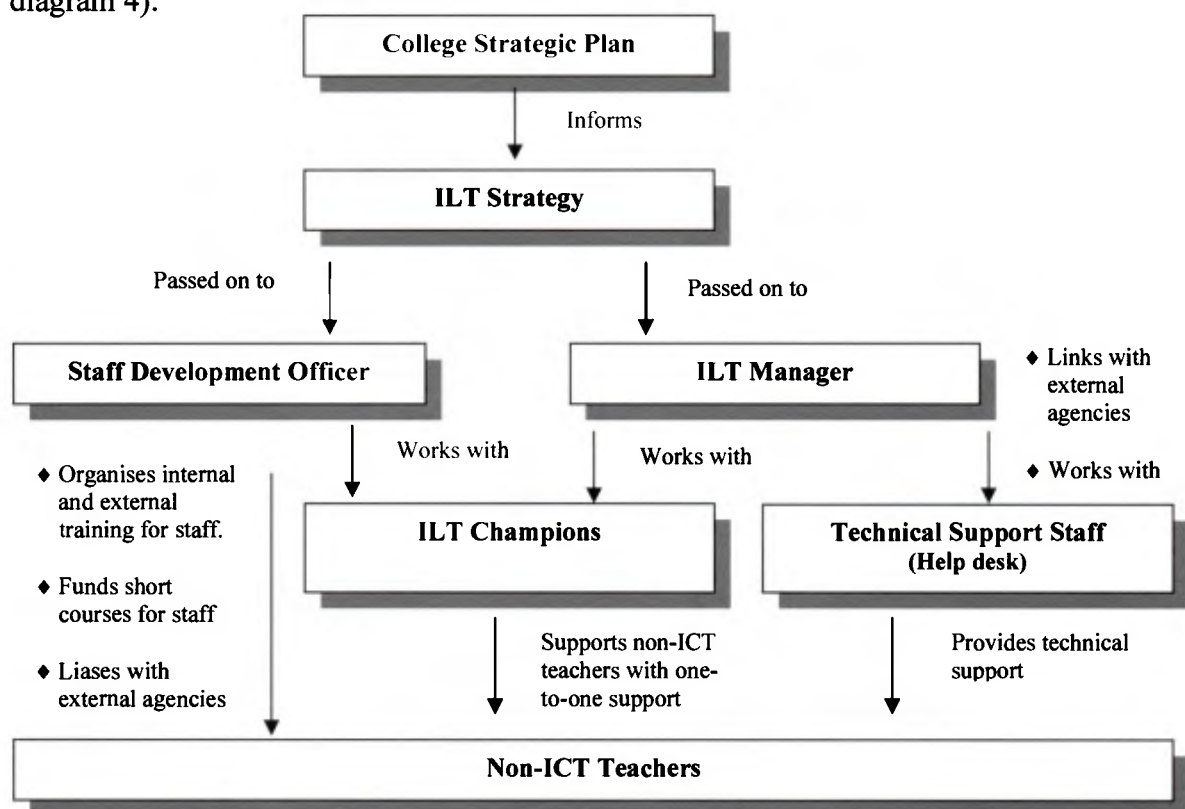 diagram 4).
College Strategic Plan
Informs
ILT Strategy
Passed on to
Passed on to
Staff Development Officer
ILT Manager
♦ Links with
external
agencies
♦ Works with
Works with
Works with
♦ Organises internal
and external
training for staff.
♦ Funds short
courses for staff
♦ Liases with
external agencies
ILT Champions
Technical Support Staff
(Help desk)
Supports non-ICT
teachers with one-
to-one support
Provides technical
support
Non-ICT Teachers